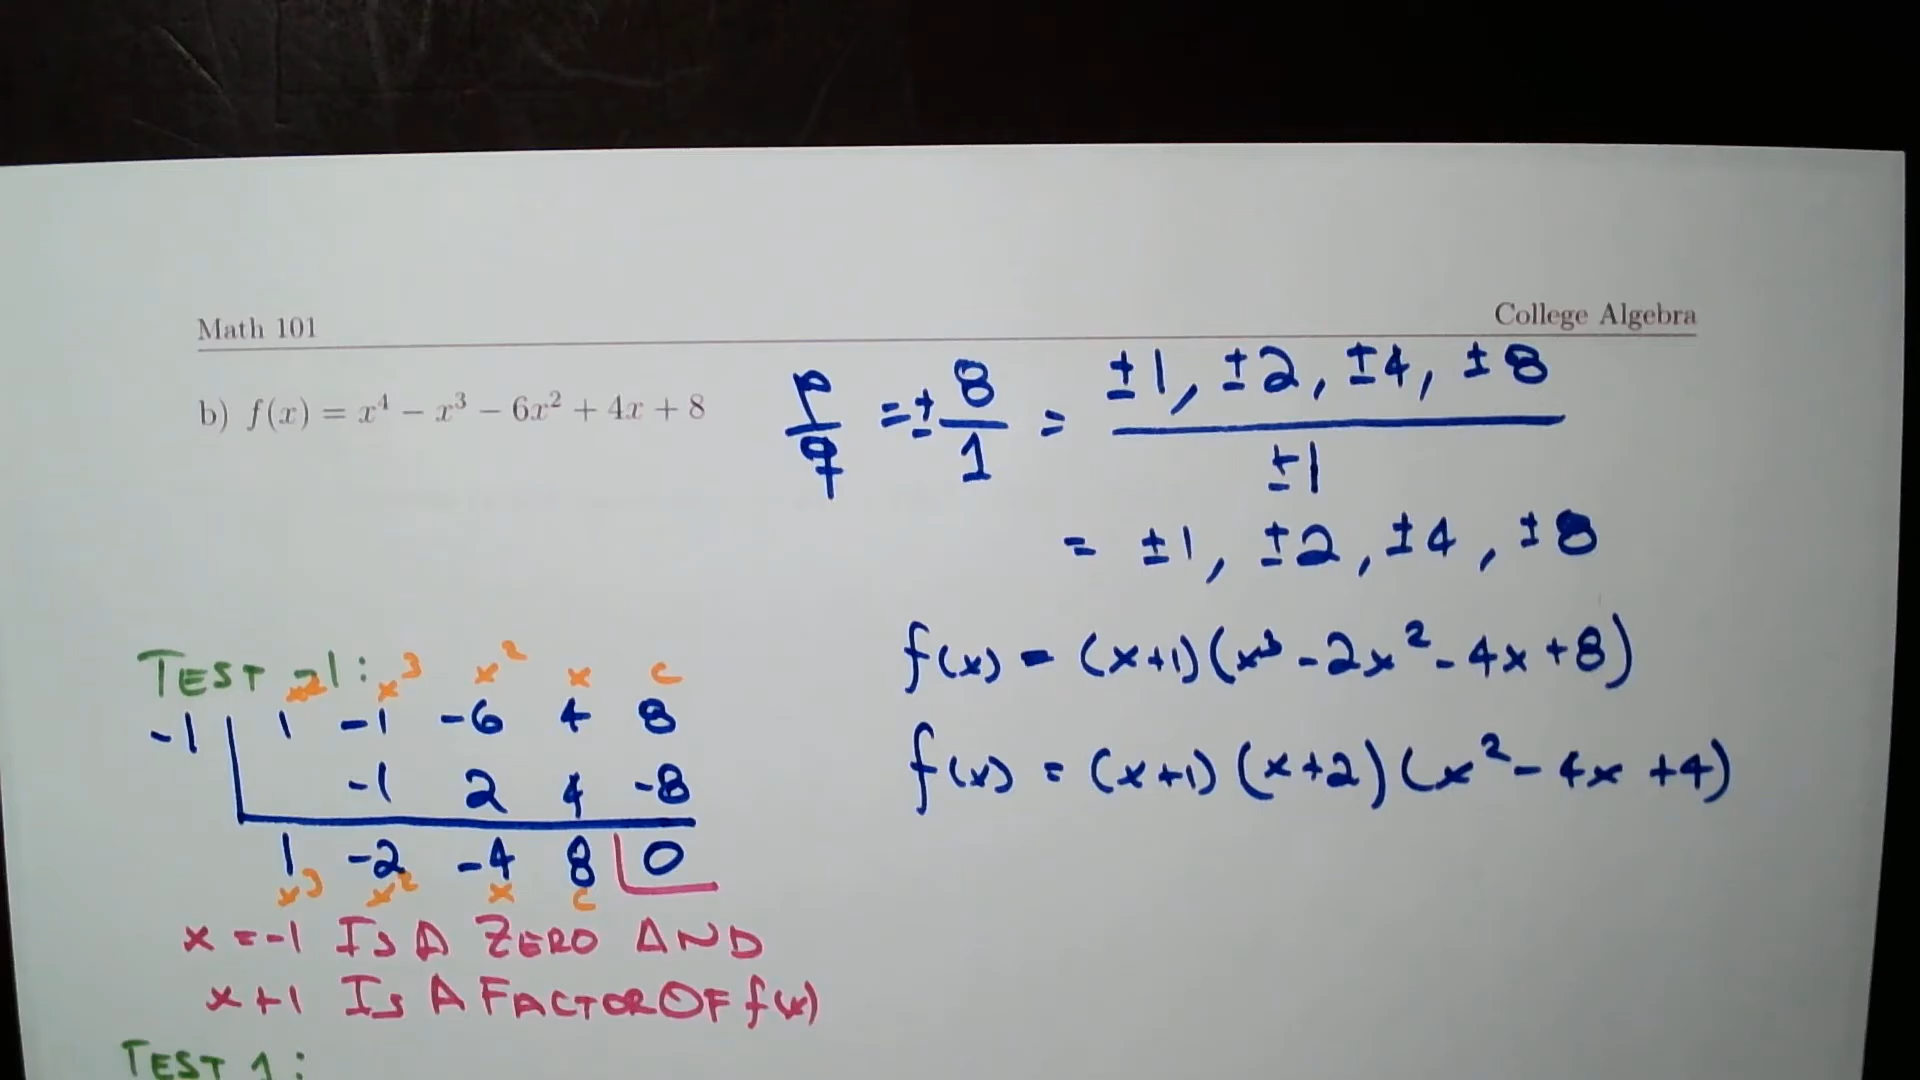 Math 101
College Algebra
b) f(x) = x⁴ − x³ − 6x² + 4x + 8
p/q = ± 8/1 = ±1, ±2, ±4, ±8 / ±1
= ±1, ±2, ±4, ±8
f(x) = (x+1)(x³ - 2x² - 4x + 8)
f(x) = (x+1)(x+2)(x² - 4x + 4)
TEST -1:
x³ x² x c
-1 | 1 -1 -6 4 8
-1 2 4 -8
1 -2 -4 8 | 0
x³ x² x c
x = -1 IS A ZERO AND
x+1 IS A FACTOR OF f(x)
TEST 1: